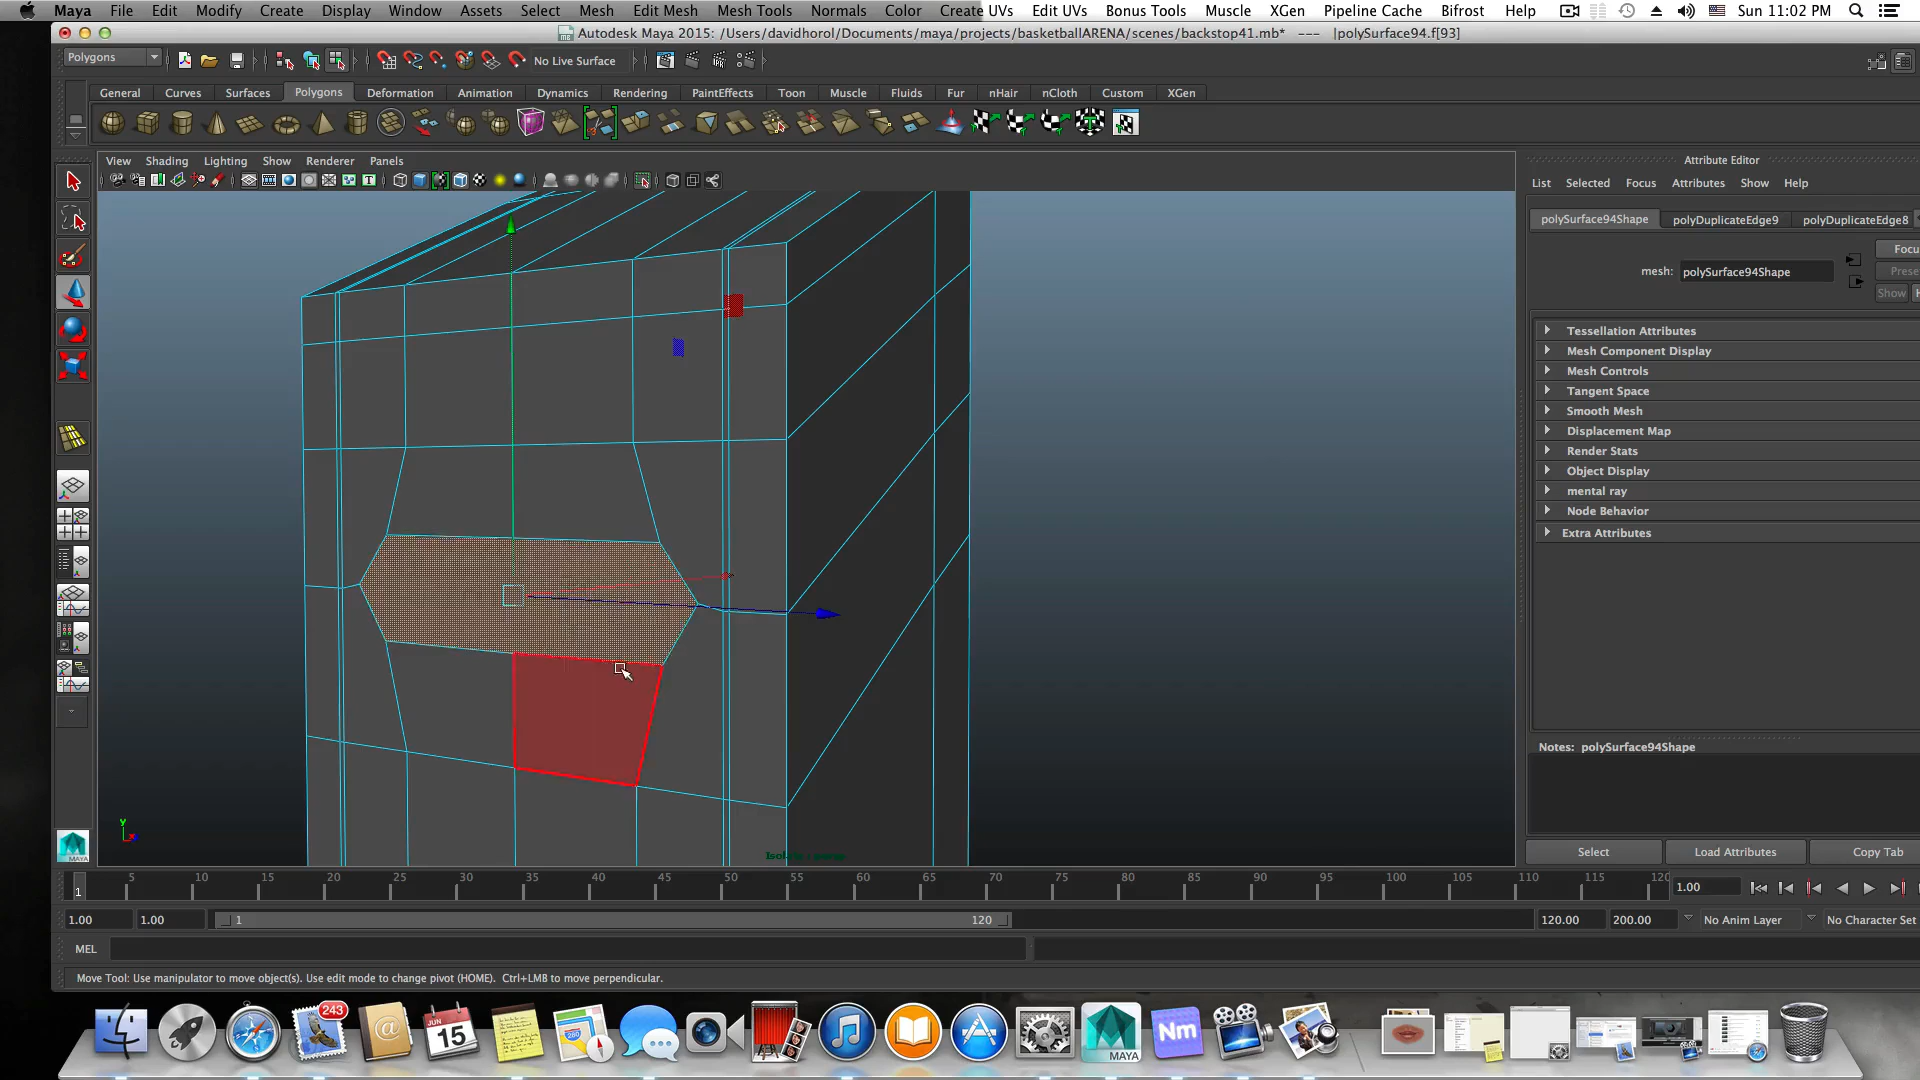 Maya File Edit Modify Create Display Window Assets Select Mesh Edit Mesh Mesh Tools Normals Color Create UVs Edit UVs Bonus Tools Muscle XGen Pipeline Cache Bifrost Help Sun 11:02 PM
Autodesk Maya 2015: /Users/davidhorol/Documents/maya/projects/basketballARENA/scenes/backstop41.mb* --- |polySurface94.f[93]
Polygons No Live Surface
General Curves Surfaces Polygons Deformation Animation Dynamics Rendering PaintEffects Toon Muscle Fluids Fur nHair nCloth Custom XGen
View Shading Lighting Show Renderer Panels
Attribute Editor
List Selected Focus Attributes Show Help
polySurface94Shape polyDuplicateEdge9 polyDuplicateEdge8
Focu
mesh: polySurface94Shape
Prese
Show H
Tessellation Attributes
Mesh Component Display
Mesh Controls
Tangent Space
Smooth Mesh
Displacement Map
Render Stats
Object Display
mental ray
Node Behavior
Extra Attributes
Notes: polySurface94Shape
Select Load Attributes Copy Tab
y
x
MAYA
1 5 10 15 20 25 30 35 40 45 50 55 60 65 70 75 80 85 90 95 100 105 110 115 120 1.00
1.00 1.00 1 120 120.00 200.00 No Anim Layer No Character Set
MEL
Move Tool: Use manipulator to move object(s). Use edit mode to change pivot (HOME). Ctrl+LMB to move perpendicular.
243
JUN
15
280
MAYA
Nm